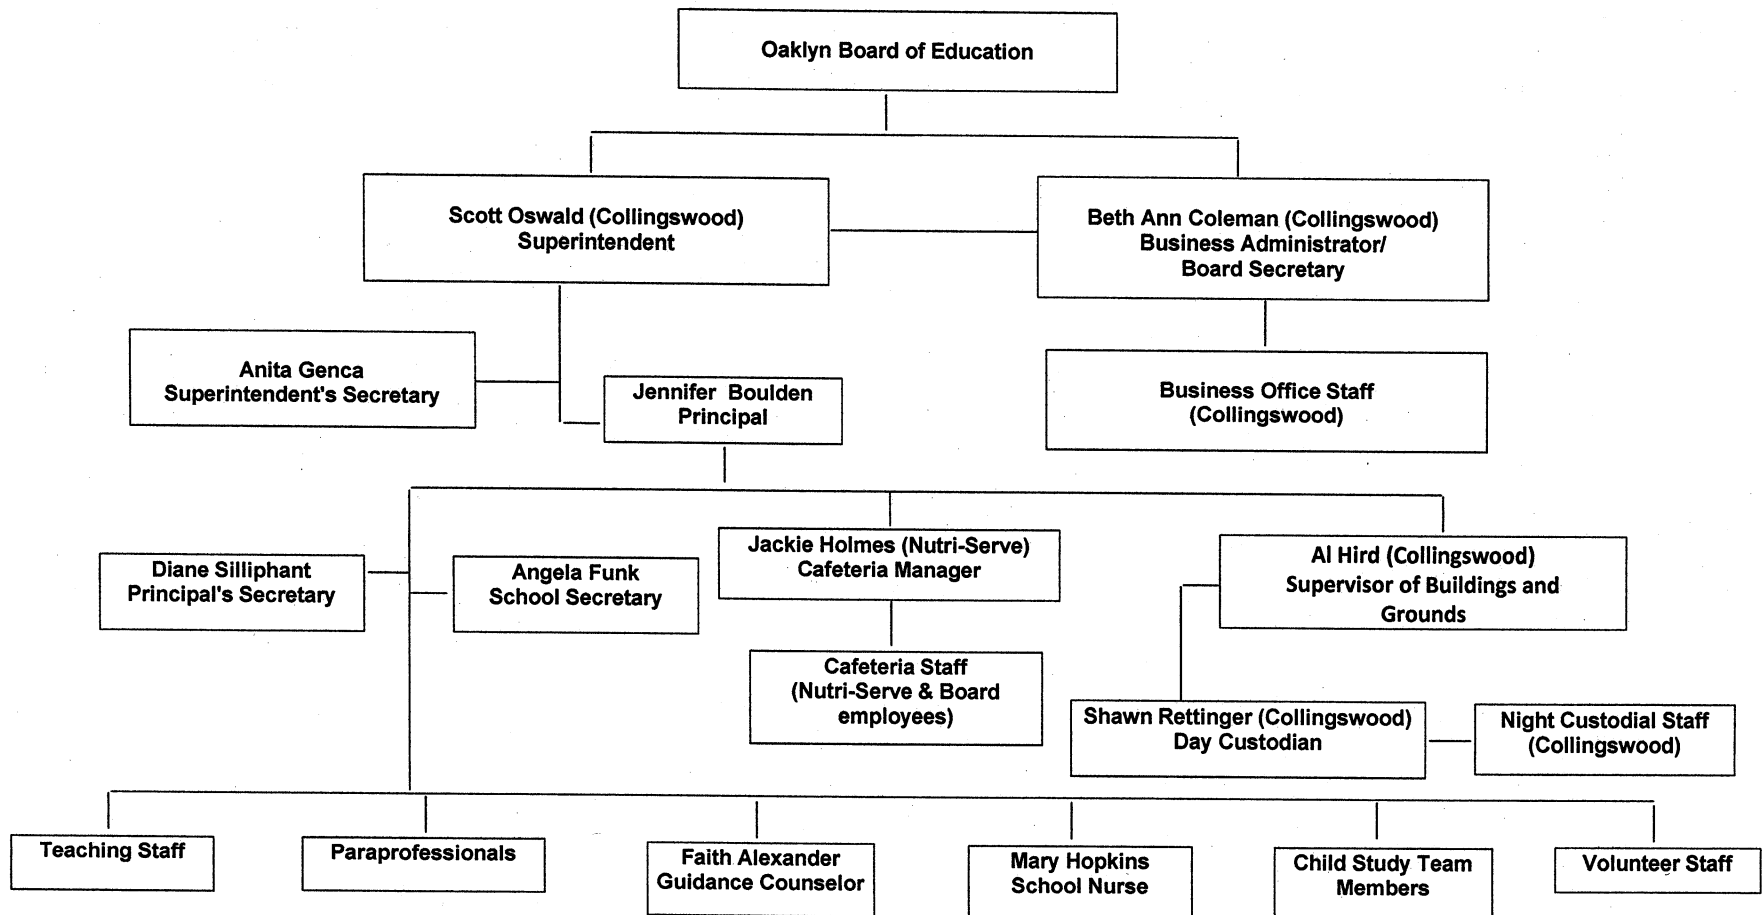 Oaklyn Board of Education
Scott Oswald (Collingswood)
Superintendent
Beth Ann Coleman (Collingswood)
Business Administrator/
Board Secretary
Anita Genca
Superintendent's Secretary
Jennifer Boulden
Principal
Business Office Staff
(Collingswood)
Diane Silliphant
Principal's Secretary
Angela Funk
School Secretary
Jackie Holmes (Nutri-Serve)
Cafeteria Manager
Al Hird (Collingswood)
Supervisor of Buildings and
Grounds
Cafeteria Staff
(Nutri-Serve & Board
employees)
Shawn Rettinger (Collingswood)
Day Custodian
Night Custodial Staff
(Collingswood)
Teaching Staff
Paraprofessionals
Faith Alexander
Guidance Counselor
Mary Hopkins
School Nurse
Child Study Team
Members
Volunteer Staff